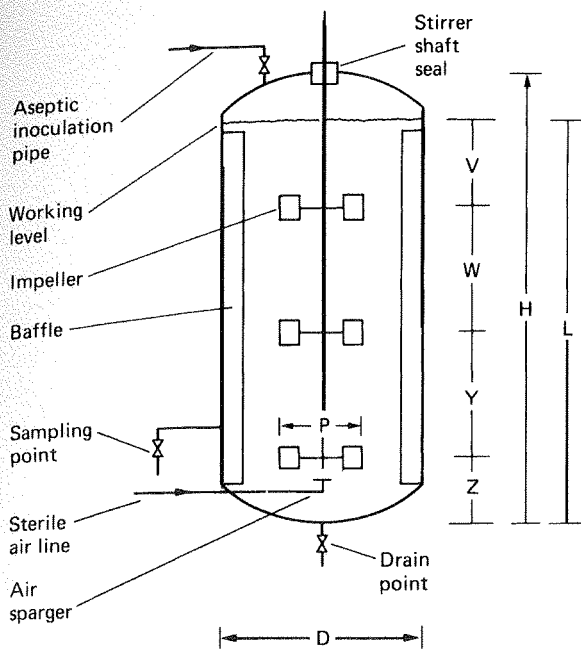 Stirrer
shaft
seal
Aseptic
inoculation
pipe
Working
level
Impeller
Baffle
Sampling
point
Sterile
air line
Air
sparger
Drain
point
V
W
Y
Z
H
L
P
D